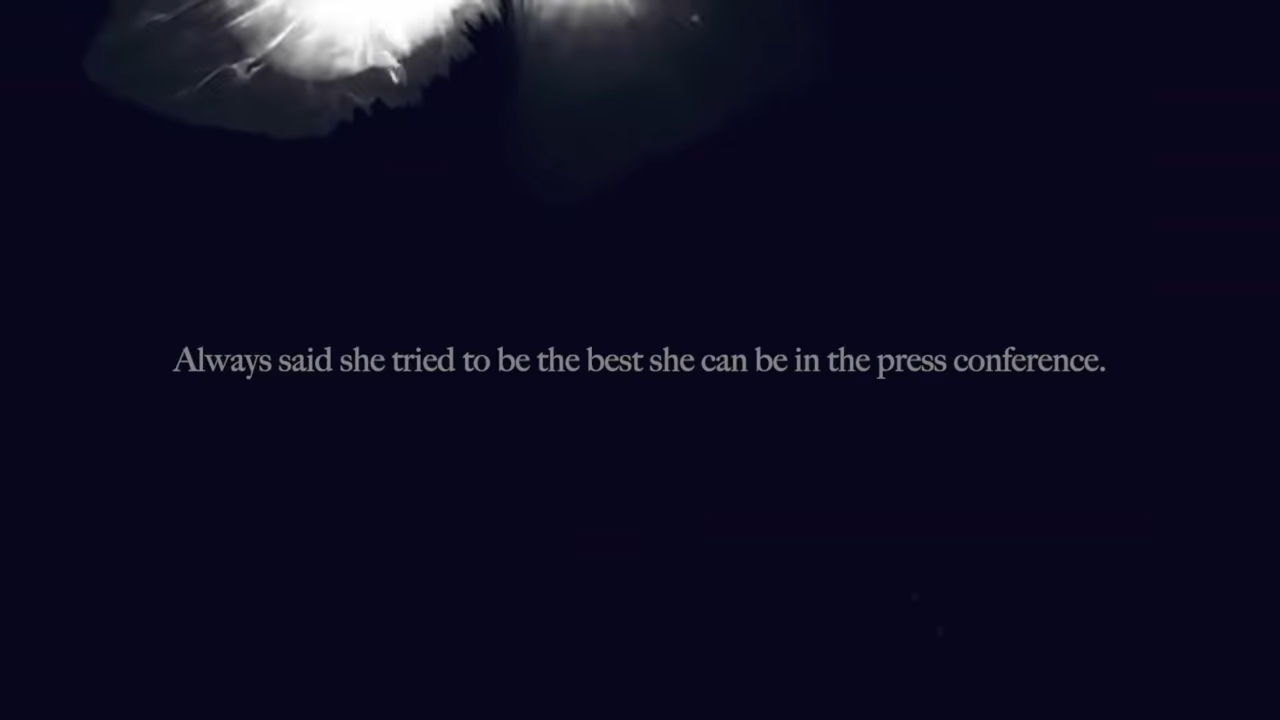 Always said she tried to be the best she can be in the press conference.